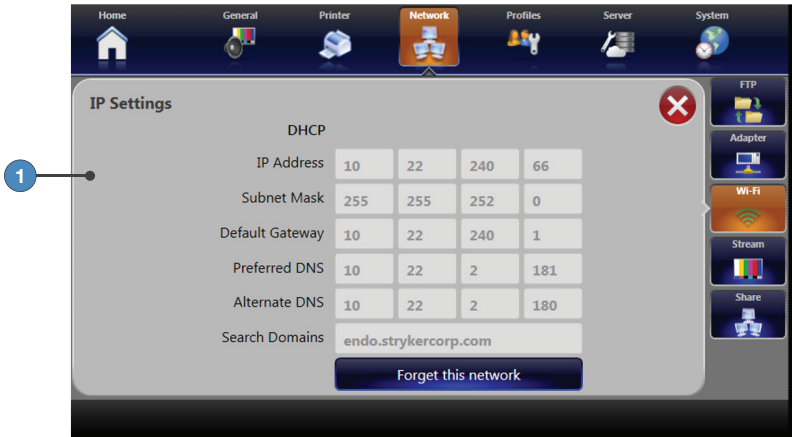 Home General Printer Network Profiles Server System
FTP
IP Settings
DHCP
Adapter
1
IP Address 10 22 240 66
Subnet Mask 255 255 252 0
Wi-Fi
Default Gateway 10 22 240 1
Stream
Preferred DNS 10 22 2 181
Alternate DNS 10 22 2 180
Share
Search Domains endo.strykercorp.com
Forget this network